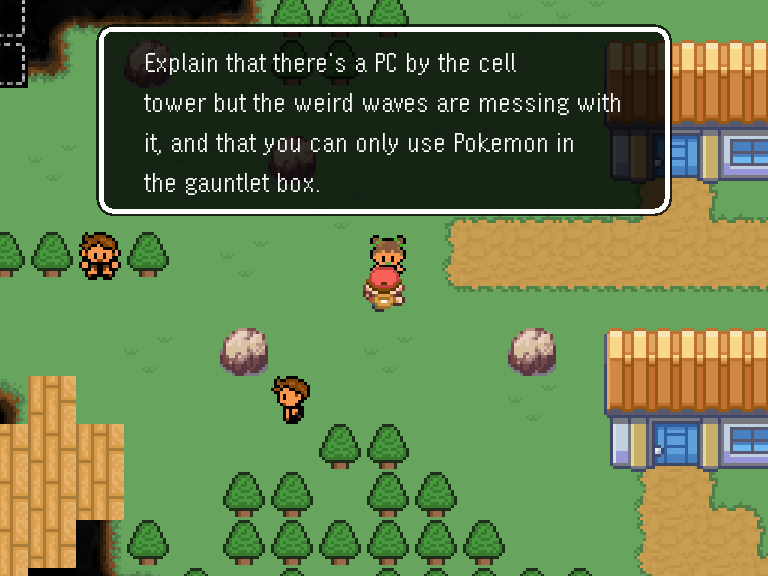 Explain that there's a PC by the cell
tower but the weird waves are messing with
it, and that you can only use Pokemon in
the gauntlet box.